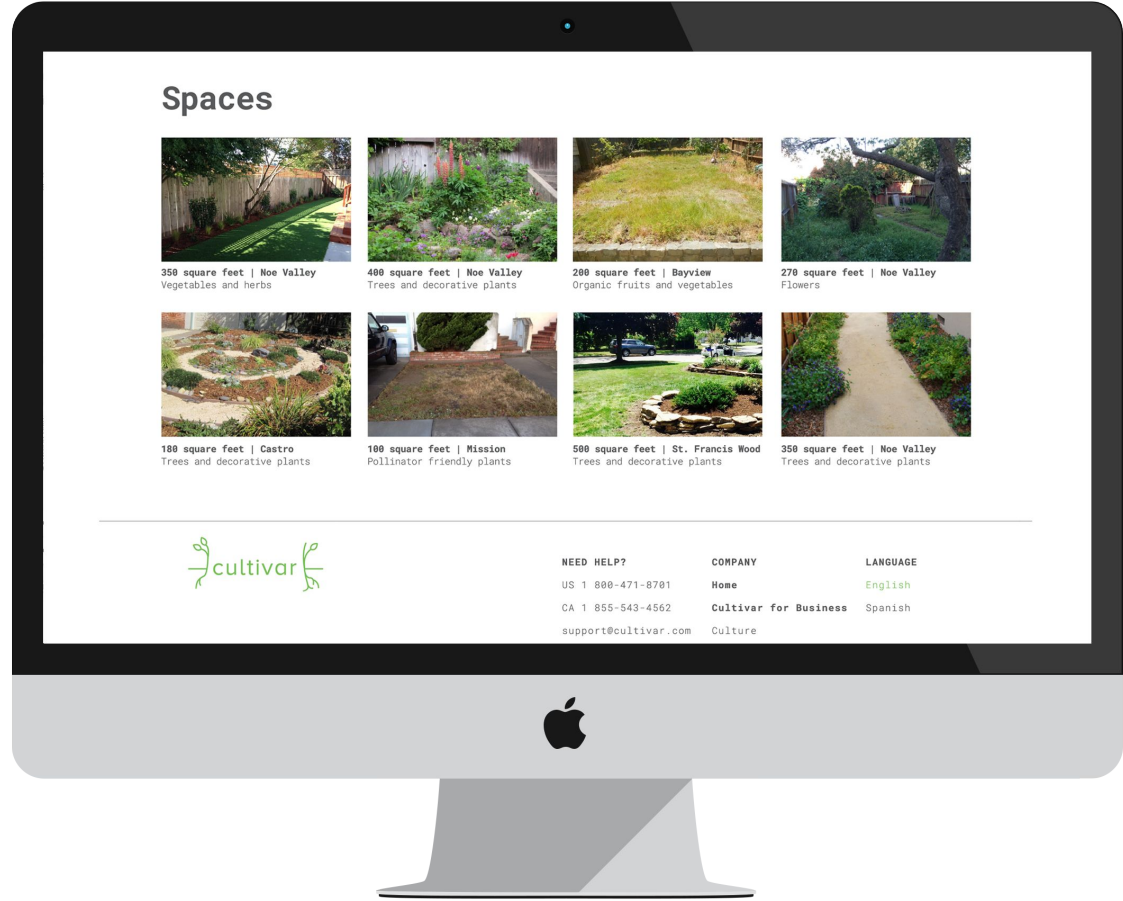 Spaces
350 square feet | Noe Valley
Vegetables and herbs
400 square feet | Noe Valley
Trees and decorative plants
200 square feet | Bayview
Organic fruits and vegetables
270 square feet | Noe Valley
Flowers
180 square feet | Castro
Trees and decorative plants
100 square feet | Mission
Pollinator friendly plants
500 square feet | St. Francis Wood
Trees and decorative plants
350 square feet | Noe Valley
Trees and decorative plants
cultivar
NEED HELP?
US 1 800-471-8701
CA 1 855-543-4562
support@cultivar.com
COMPANY
Home
Cultivar for Business
Culture
LANGUAGE
English
Spanish